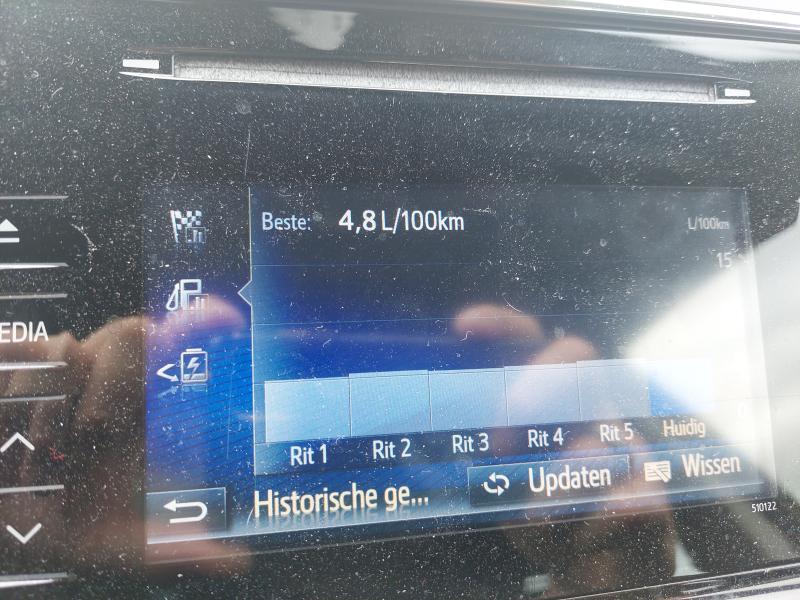 Beste: 4,8 L/100km
L/100km
15
EDIA
0
Rit 1 Rit 2 Rit 3 Rit 4 Rit 5 Huidig
Historische ge... Updaten Wissen
510122